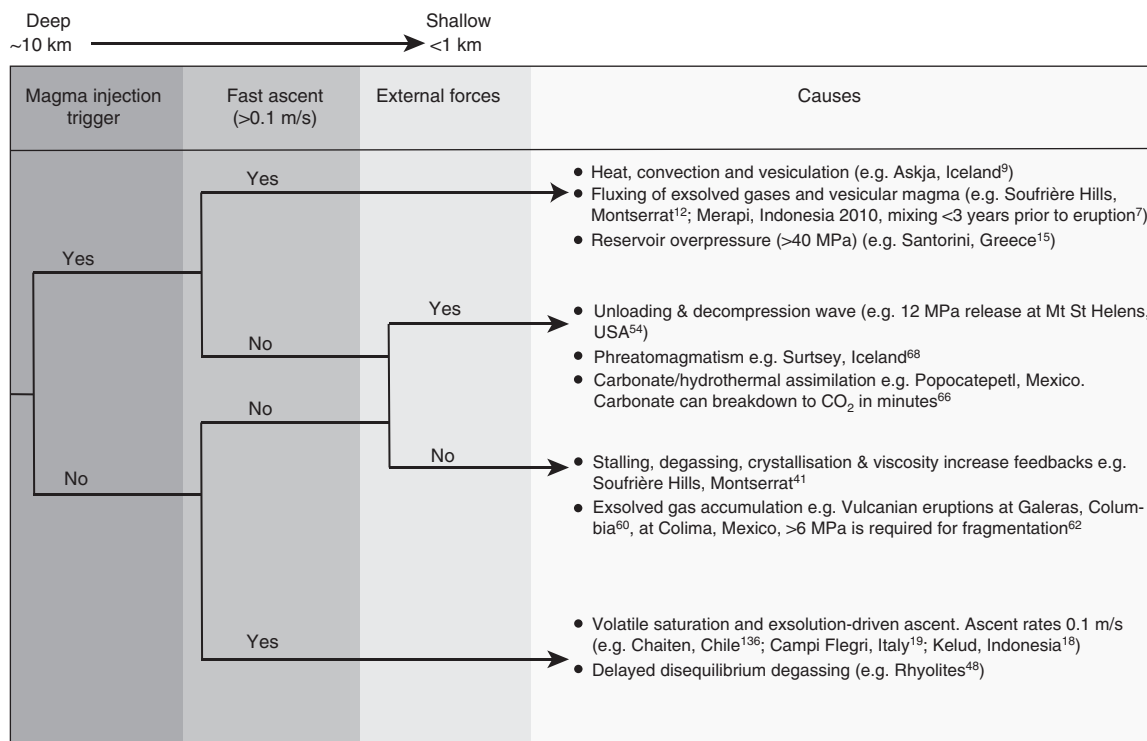 Deep
~10 km
Shallow
<1 km
Magma injection
trigger
Fast ascent
(>0.1 m/s)
External forces
Causes
Yes
No
Yes
No
No
Yes
Yes
No
• Heat, convection and vesiculation (e.g. Askja, Iceland⁹)
• Fluxing of exsolved gases and vesicular magma (e.g. Soufrière Hills,
Montserrat¹²; Merapi, Indonesia 2010, mixing <3 years prior to eruption⁷)
• Reservoir overpressure (>40 MPa) (e.g. Santorini, Greece¹⁵)
• Unloading & decompression wave (e.g. 12 MPa release at Mt St Helens,
USA⁵⁴)
• Phreatomagmatism e.g. Surtsey, Iceland⁶⁸
• Carbonate/hydrothermal assimilation e.g. Popocatepetl, Mexico.
Carbonate can breakdown to CO₂ in minutes⁶⁶
• Stalling, degassing, crystallisation & viscosity increase feedbacks e.g.
Soufrière Hills, Montserrat⁴¹
• Exsolved gas accumulation e.g. Vulcanian eruptions at Galeras, Colum-
bia⁶⁰, at Colima, Mexico, >6 MPa is required for fragmentation⁶²
• Volatile saturation and exsolution-driven ascent. Ascent rates 0.1 m/s
(e.g. Chaiten, Chile¹³⁶; Campi Flegri, Italy¹⁹; Kelud, Indonesia¹⁸)
• Delayed disequilibrium degassing (e.g. Rhyolites⁴⁸)